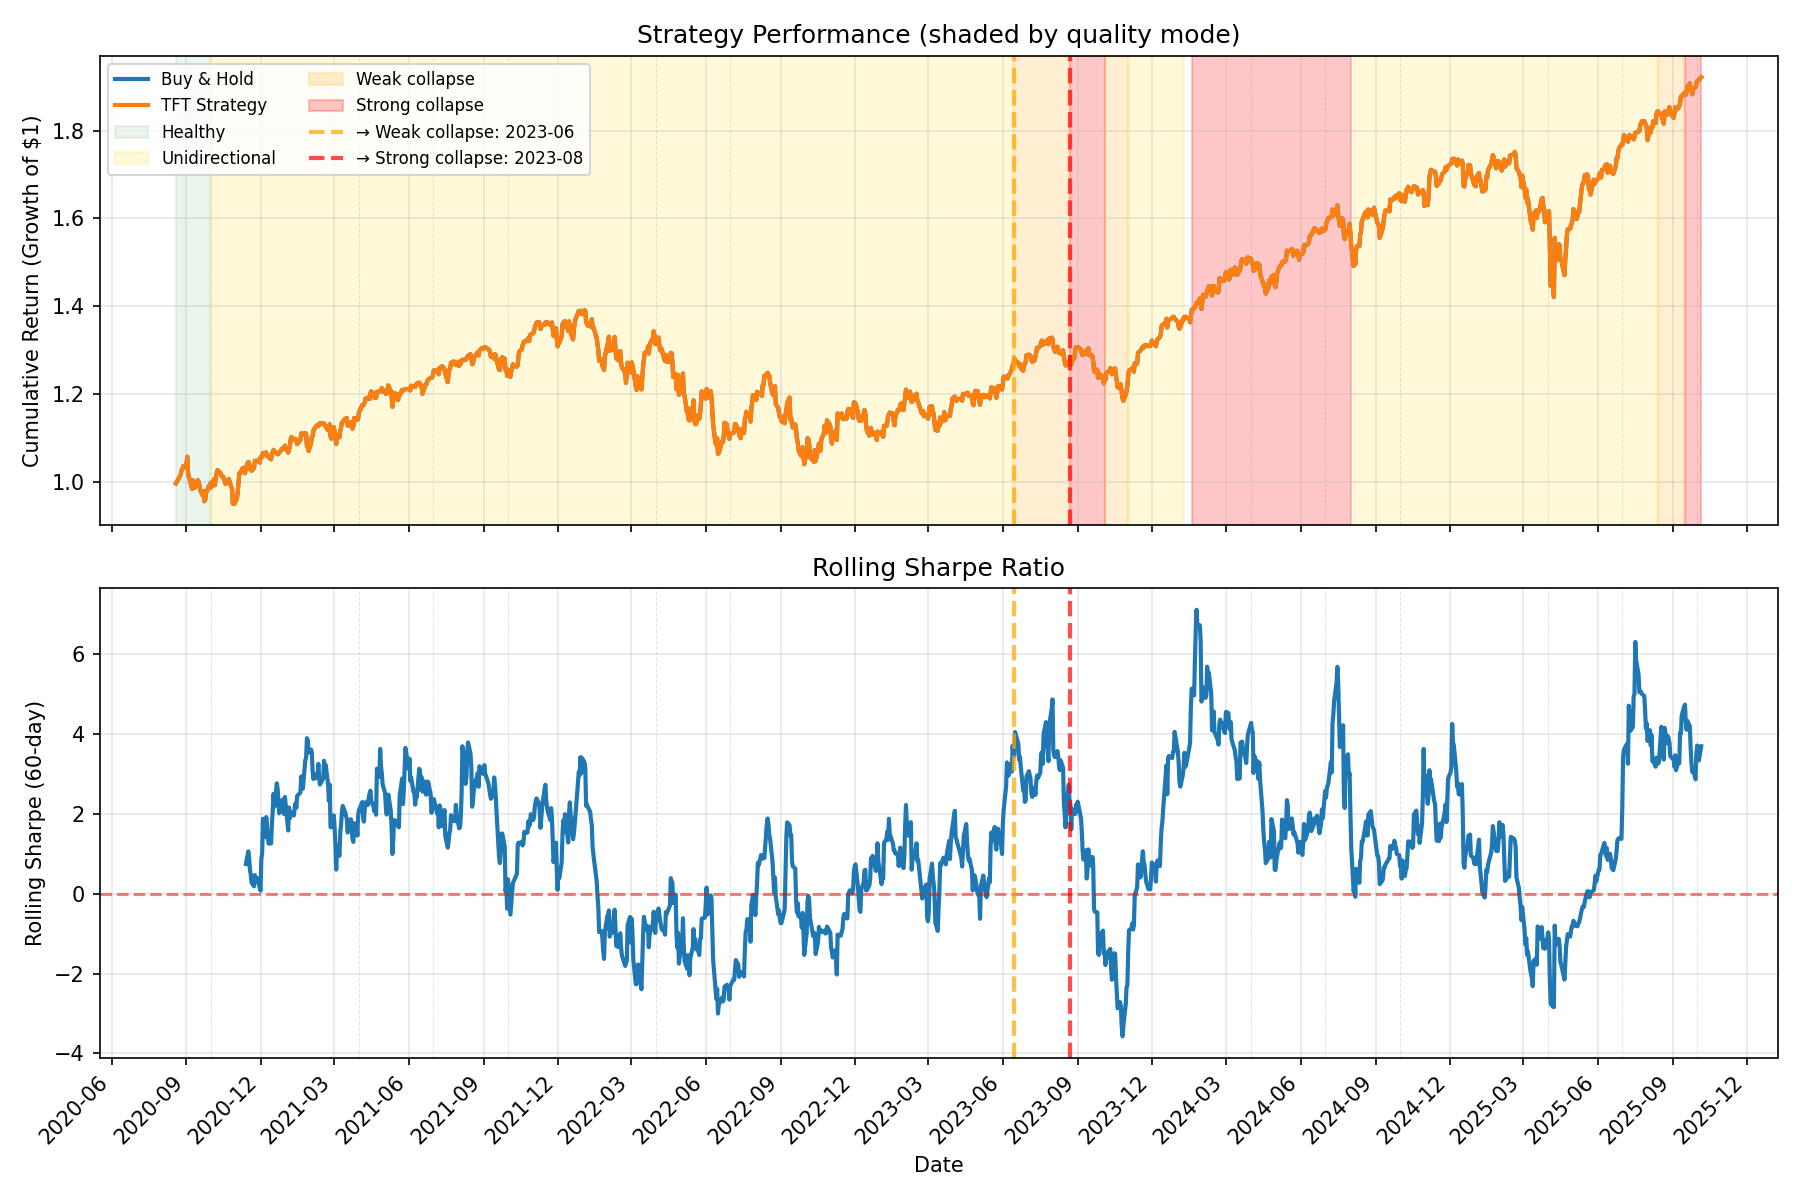 Strategy Performance (shaded by quality mode)
Cumulative Return (Growth of $1)
1.8
1.6
1.4
1.2
1.0
Buy & Hold
TFT Strategy
Healthy
Unidirectional
Weak collapse
Strong collapse
→ Weak collapse: 2023-06
→ Strong collapse: 2023-08
Rolling Sharpe Ratio
Rolling Sharpe (60-day)
6
4
2
0
−2
−4
2020-06
2020-09
2020-12
2021-03
2021-06
2021-09
2021-12
2022-03
2022-06
2022-09
2022-12
2023-03
2023-06
2023-09
2023-12
2024-03
2024-06
2024-09
2024-12
2025-03
2025-06
2025-09
2025-12
Date